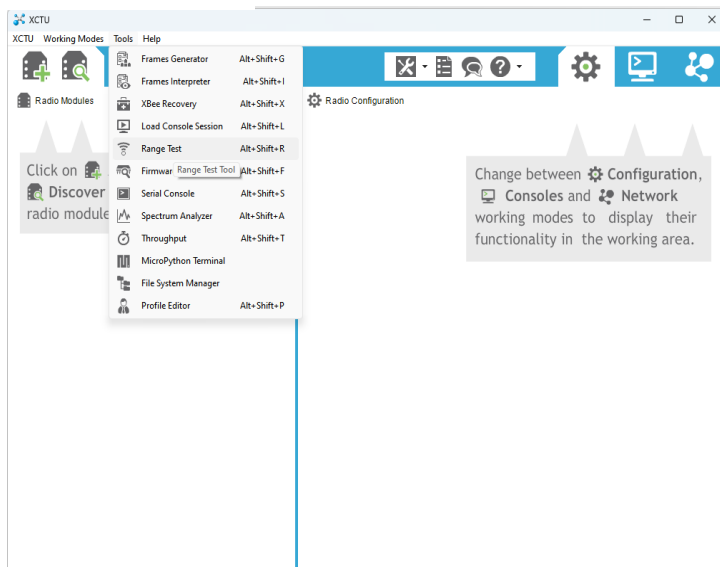 XCTU
XCTU Working Modes Tools Help
Frames Generator Alt+Shift+G
Frames Interpreter Alt+Shift+I
XBee Recovery Alt+Shift+X
Load Console Session Alt+Shift+L
Range Test Alt+Shift+R
Alt+Shift+F
Range Test Tool
Serial Console Alt+Shift+S
Spectrum Analyzer Alt+Shift+A
Throughput Alt+Shift+T
MicroPython Terminal
File System Manager
Profile Editor Alt+Shift+P
Radio Modules
Click on
Discover
radio module
Radio Configuration
Change between Configuration,
Consoles and Network
working modes to display their
functionality in the working area.